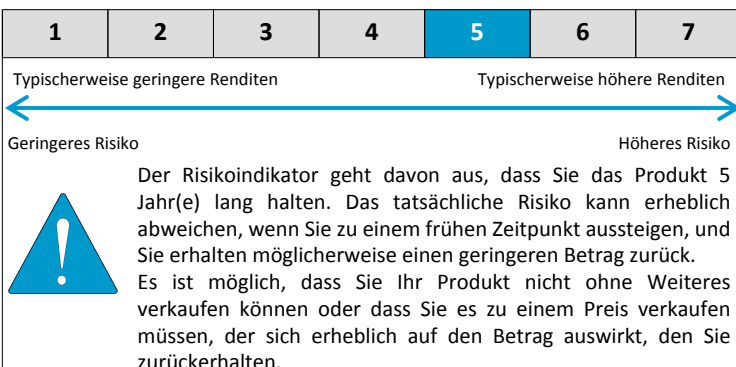 1 2 3 4 5 6 7
Typischerweise geringere Renditen Typischerweise höhere Renditen
Geringeres Risiko Höheres Risiko
Der Risikoindikator geht davon aus, dass Sie das Produkt 5
Jahr(e) lang halten. Das tatsächliche Risiko kann erheblich
abweichen, wenn Sie zu einem frühen Zeitpunkt aussteigen, und
Sie erhalten möglicherweise einen geringeren Betrag zurück.
Es ist möglich, dass Sie Ihr Produkt nicht ohne Weiteres
verkaufen können oder dass Sie es zu einem Preis verkaufen
müssen, der sich erheblich auf den Betrag auswirkt, den Sie
zurückerhalten.